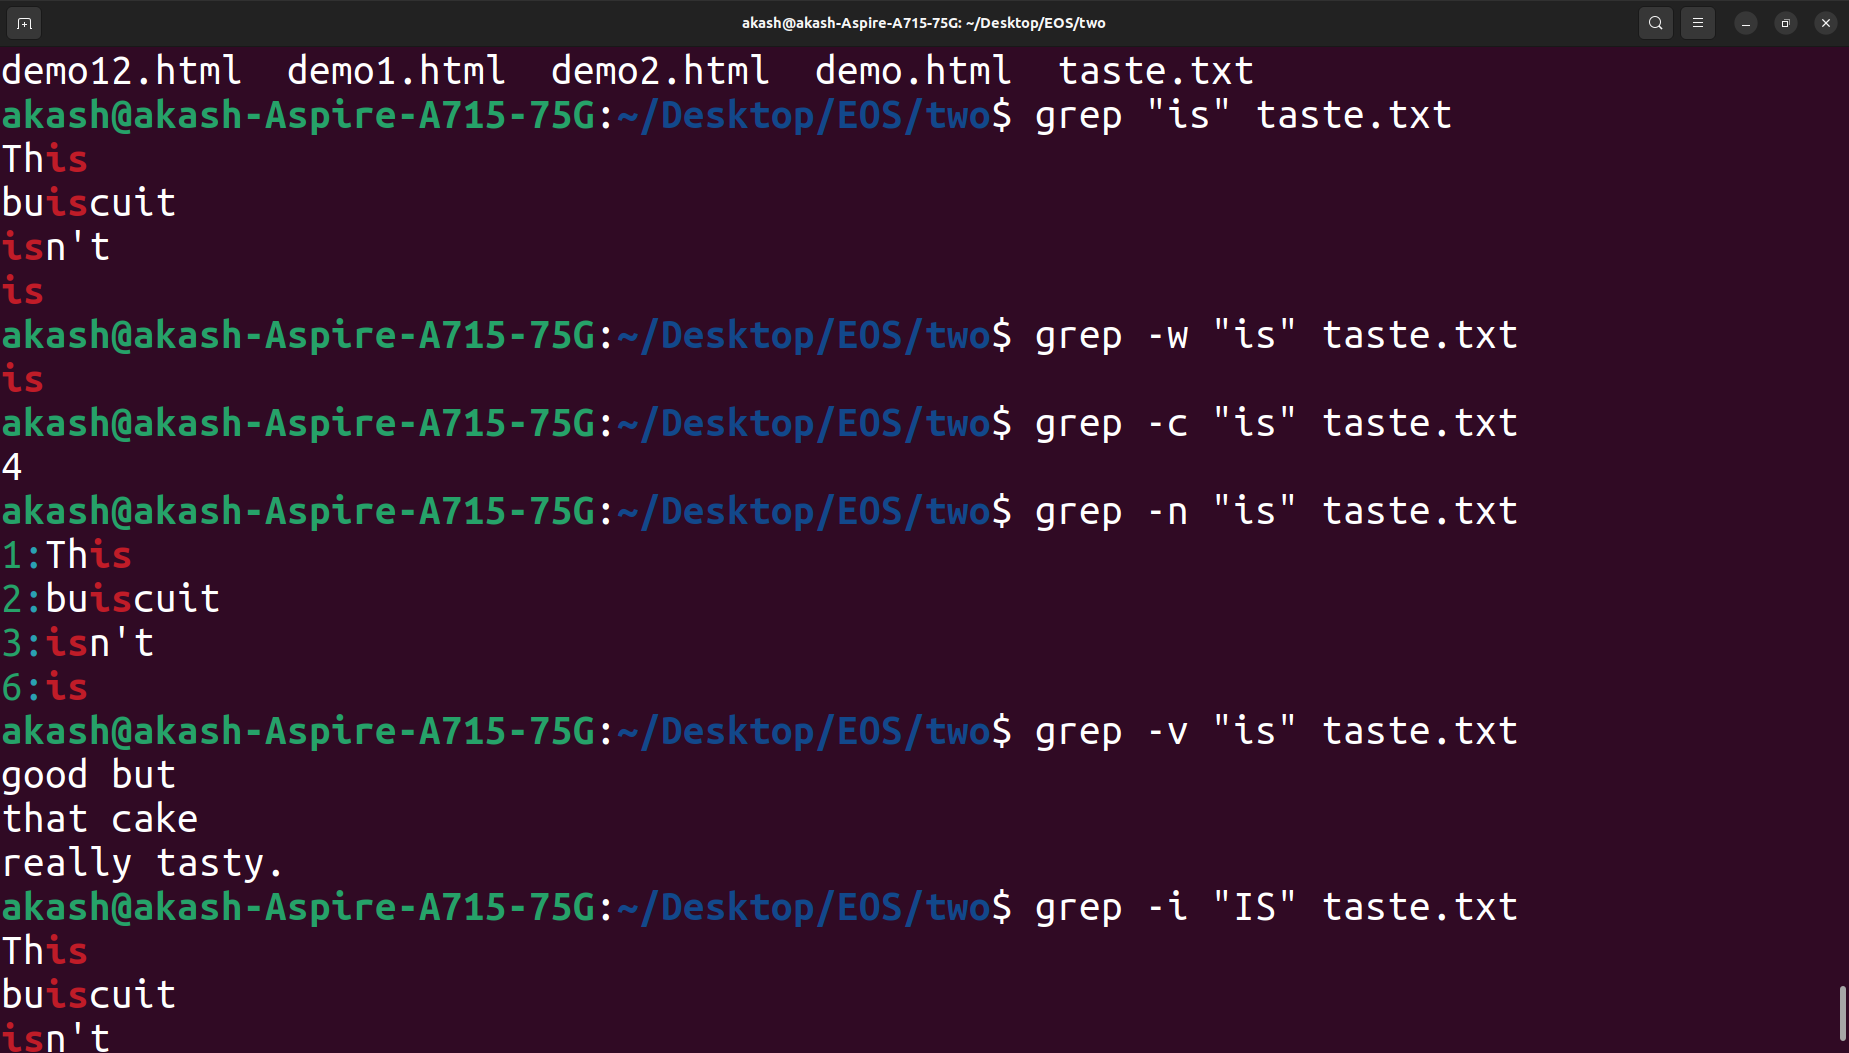 akash@akash-Aspire-A715-75G: ~/Desktop/EOS/two
demo12.html  demo1.html  demo2.html  demo.html  taste.txt
akash@akash-Aspire-A715-75G:~/Desktop/EOS/two$ grep "is" taste.txt
This
buiscuit
isn't
is
akash@akash-Aspire-A715-75G:~/Desktop/EOS/two$ grep -w "is" taste.txt
is
akash@akash-Aspire-A715-75G:~/Desktop/EOS/two$ grep -c "is" taste.txt
4
akash@akash-Aspire-A715-75G:~/Desktop/EOS/two$ grep -n "is" taste.txt
1:This
2:buiscuit
3:isn't
6:is
akash@akash-Aspire-A715-75G:~/Desktop/EOS/two$ grep -v "is" taste.txt
good but
that cake
really tasty.
akash@akash-Aspire-A715-75G:~/Desktop/EOS/two$ grep -i "IS" taste.txt
This
buiscuit
isn't